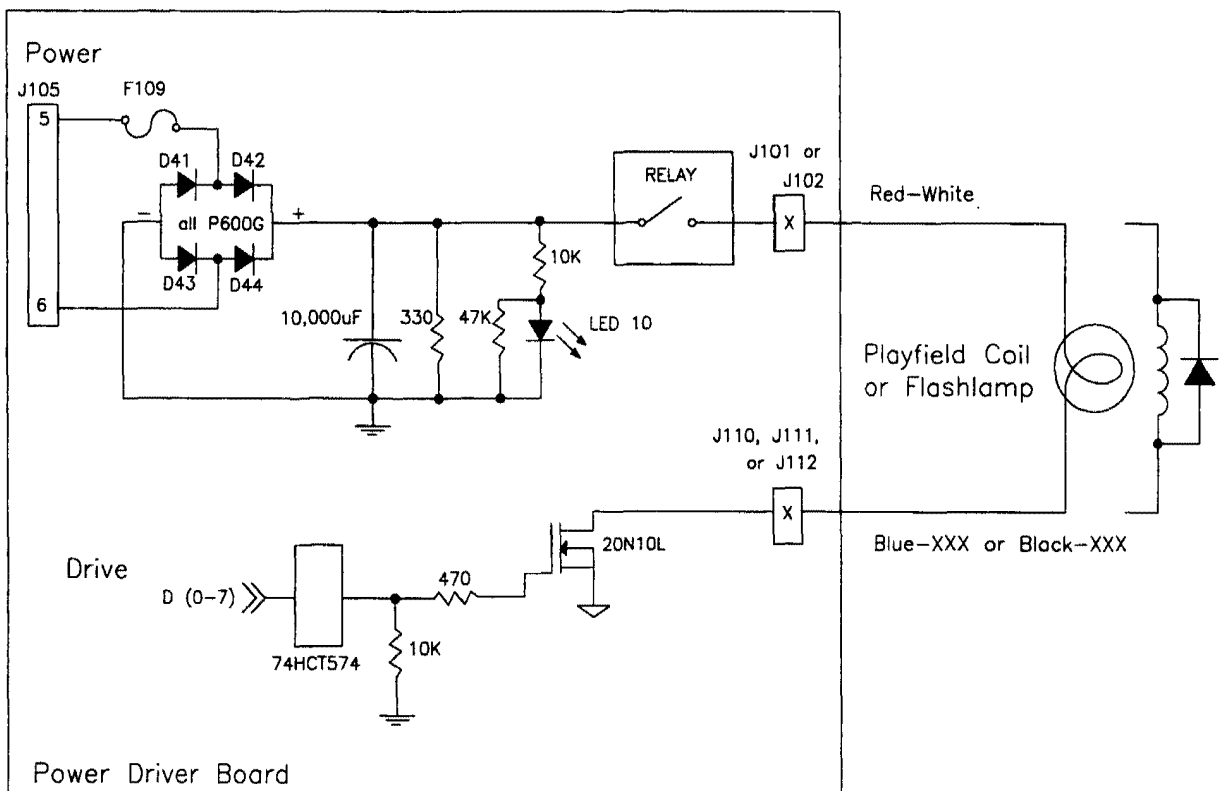 Power
J105
F109
5
D41
D42
J101 or
J102
RELAY
Red-White
-
all P600G
+
X
10K
D43
D44
6
10,000uF
330
47K
LED 10
Playfield Coil
or Flashlamp
J110, J111,
or J112
X
20N10L
Blue-XXX or Black-XXX
Drive
D (0-7)
470
10K
74HCT574
Power Driver Board